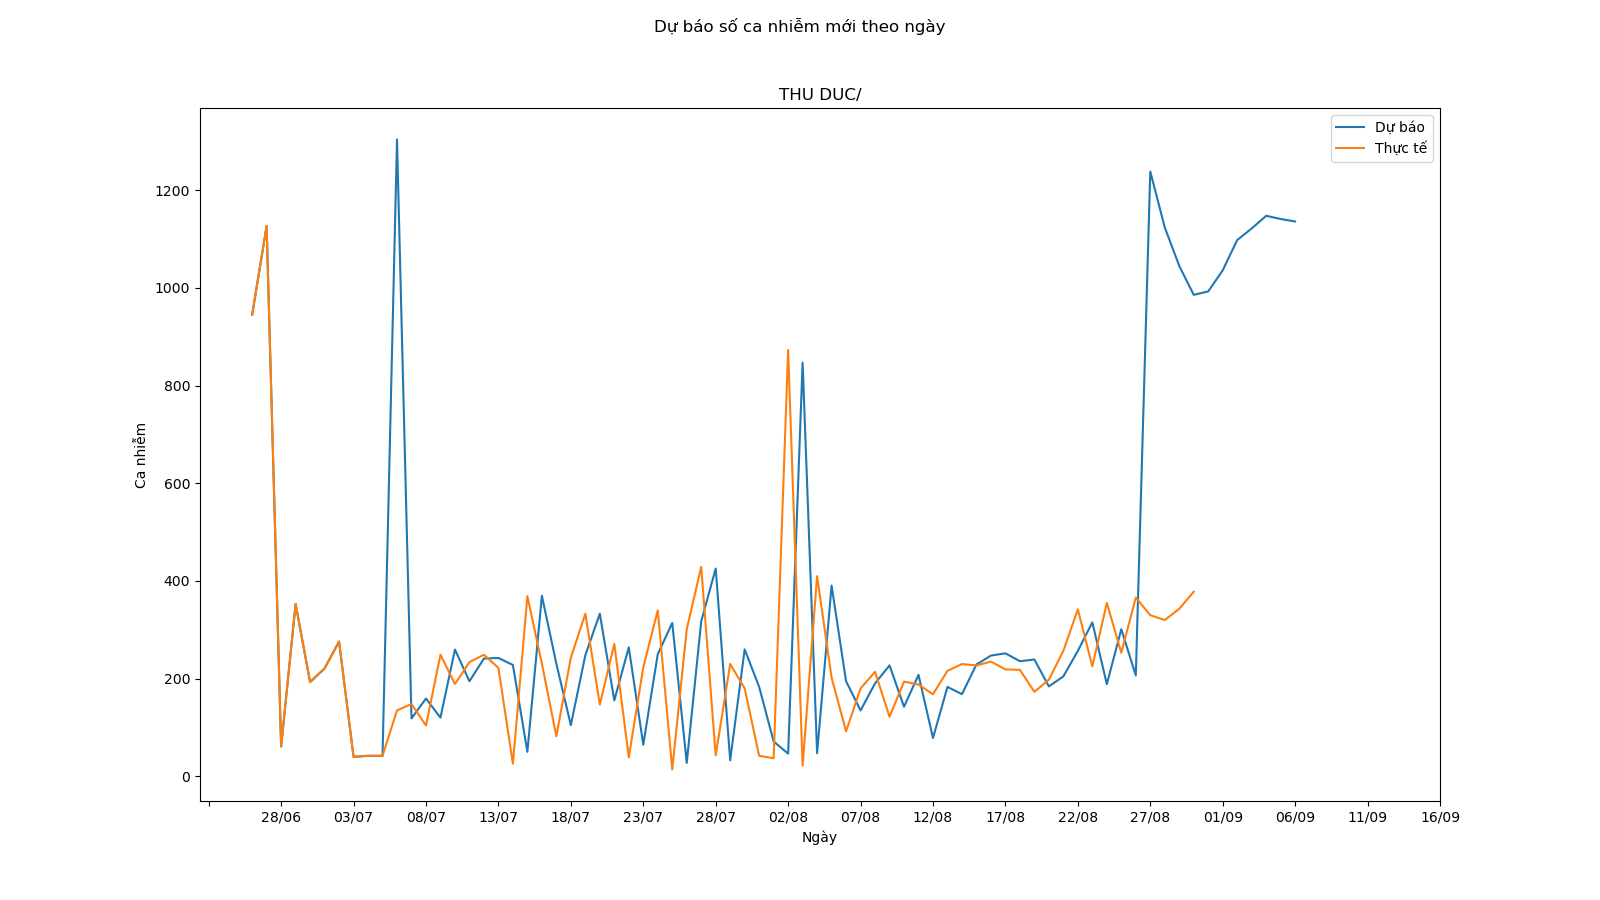 Dự báo số ca nhiễm mới theo ngày
THU DUC/
Dự báo
Thực tế
1200
1000
800
600
400
200
0
Ca nhiễm
28/06 03/07 08/07 13/07 18/07 23/07 28/07 02/08 07/08 12/08 17/08 22/08 27/08 01/09 06/09 11/09 16/09
Ngày